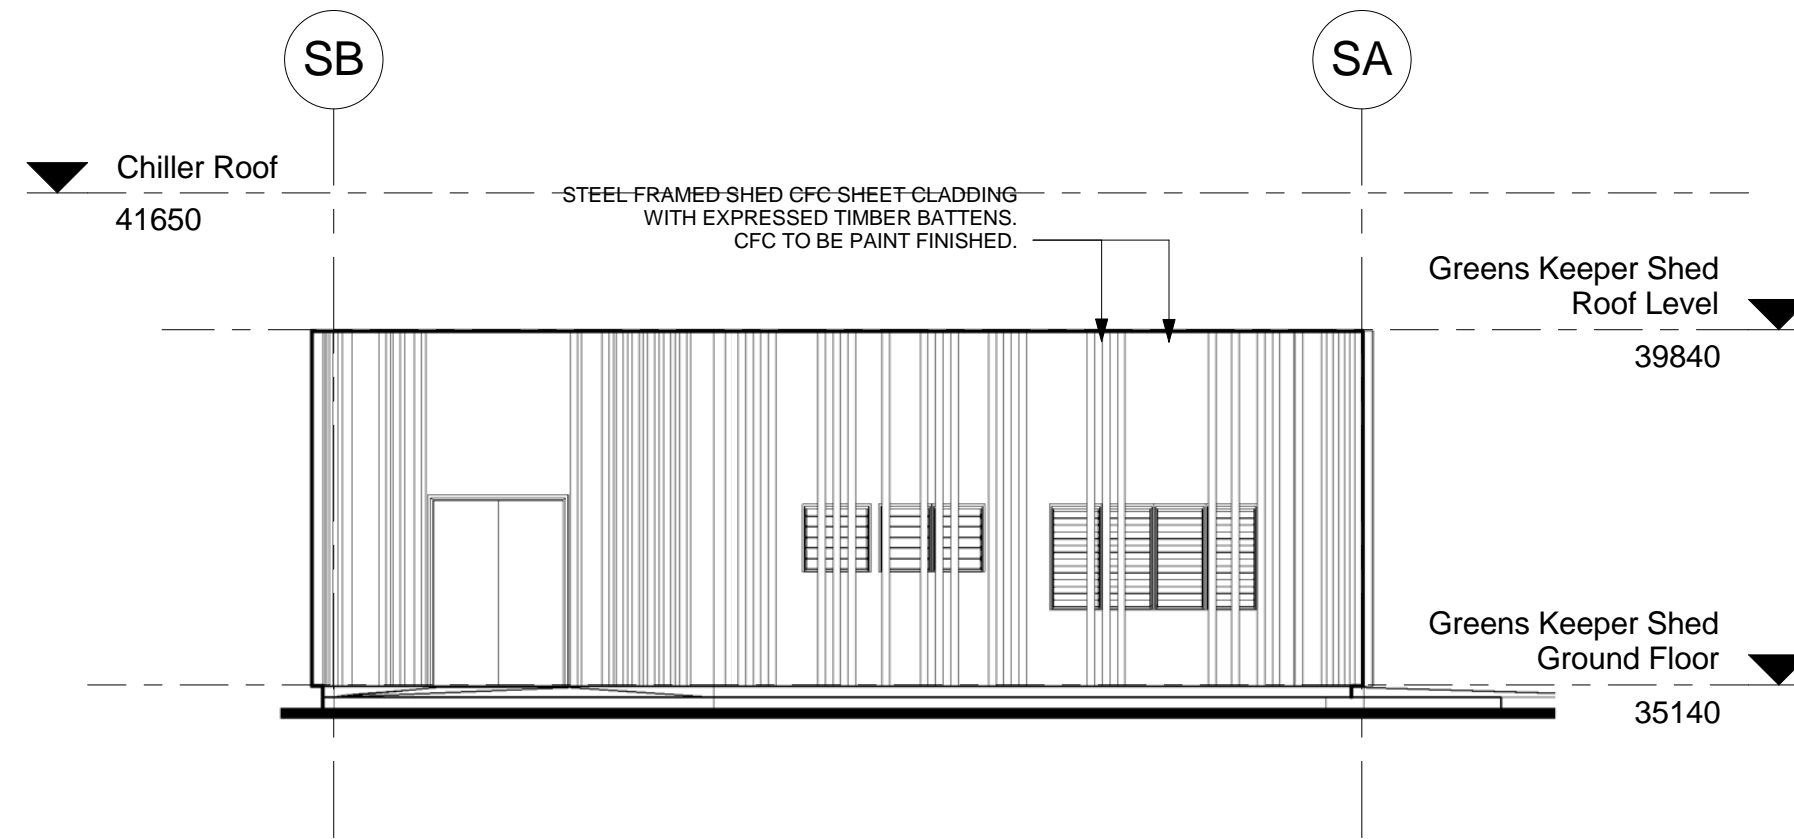 SB
SA
Chiller Roof
41650
STEEL FRAMED SHED CFC SHEET CLADDING
WITH EXPRESSED TIMBER BATTENS.
CFC TO BE PAINT FINISHED.
Greens Keeper Shed
Roof Level
39840
Greens Keeper Shed
Ground Floor
35140